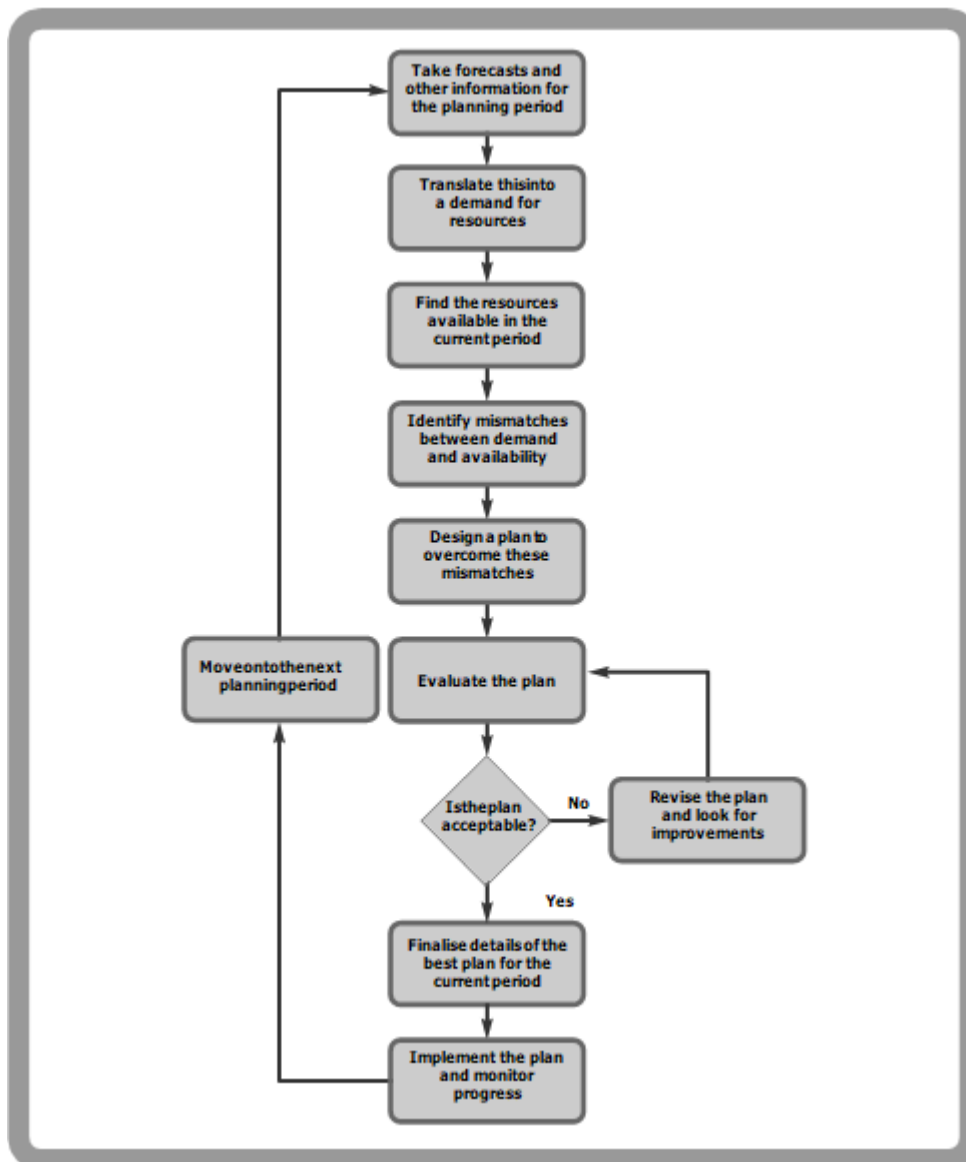 Take forecasts and
other information for
the planning period
Translate thisinto
a demand for
resources
Find the resources
available in the
current period
Identify mismatches
between demand
and availability
Design a plan to
overcome these
mismatches
Moveontothenext
planningperiod
Evaluate the plan
Istheplan
acceptable?
No
Revise the plan
and look for
improvements
Yes
Finalise details of the
best plan for the
current period
Implement the plan
and monitor
progress